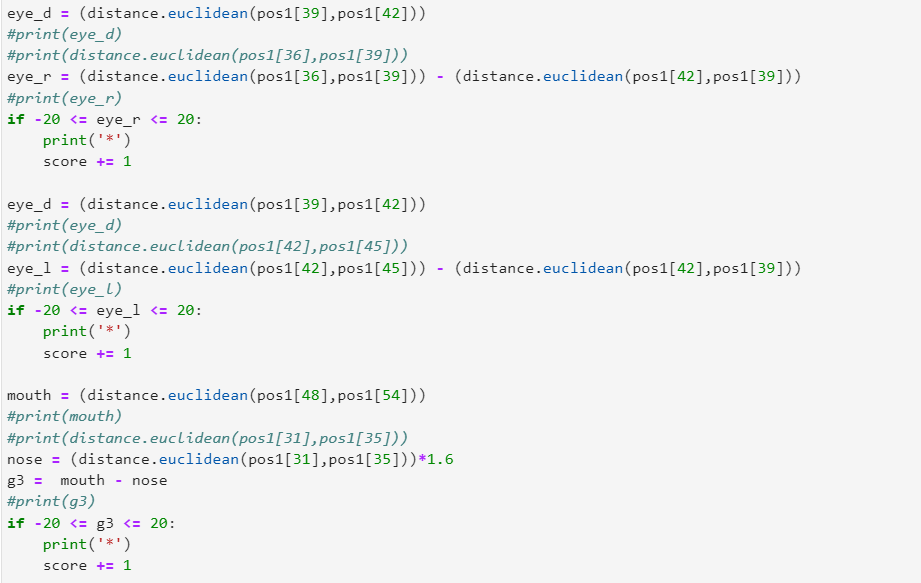 eye_d = (distance.euclidean(pos1[39],pos1[42]))
#print(eye_d)
#print(distance.euclidean(pos1[36],pos1[39]))
eye_r = (distance.euclidean(pos1[36],pos1[39])) - (distance.euclidean(pos1[42],pos1[39]))
#print(eye_r)
if -20 <= eye_r <= 20:
    print('*')
    score += 1

eye_d = (distance.euclidean(pos1[39],pos1[42]))
#print(eye_d)
#print(distance.euclidean(pos1[42],pos1[45]))
eye_l = (distance.euclidean(pos1[42],pos1[45])) - (distance.euclidean(pos1[42],pos1[39]))
#print(eye_l)
if -20 <= eye_l <= 20:
    print('*')
    score += 1

mouth = (distance.euclidean(pos1[48],pos1[54]))
#print(mouth)
#print(distance.euclidean(pos1[31],pos1[35]))
nose = (distance.euclidean(pos1[31],pos1[35]))*1.6
g3 =  mouth - nose
#print(g3)
if -20 <= g3 <= 20:
    print('*')
    score += 1